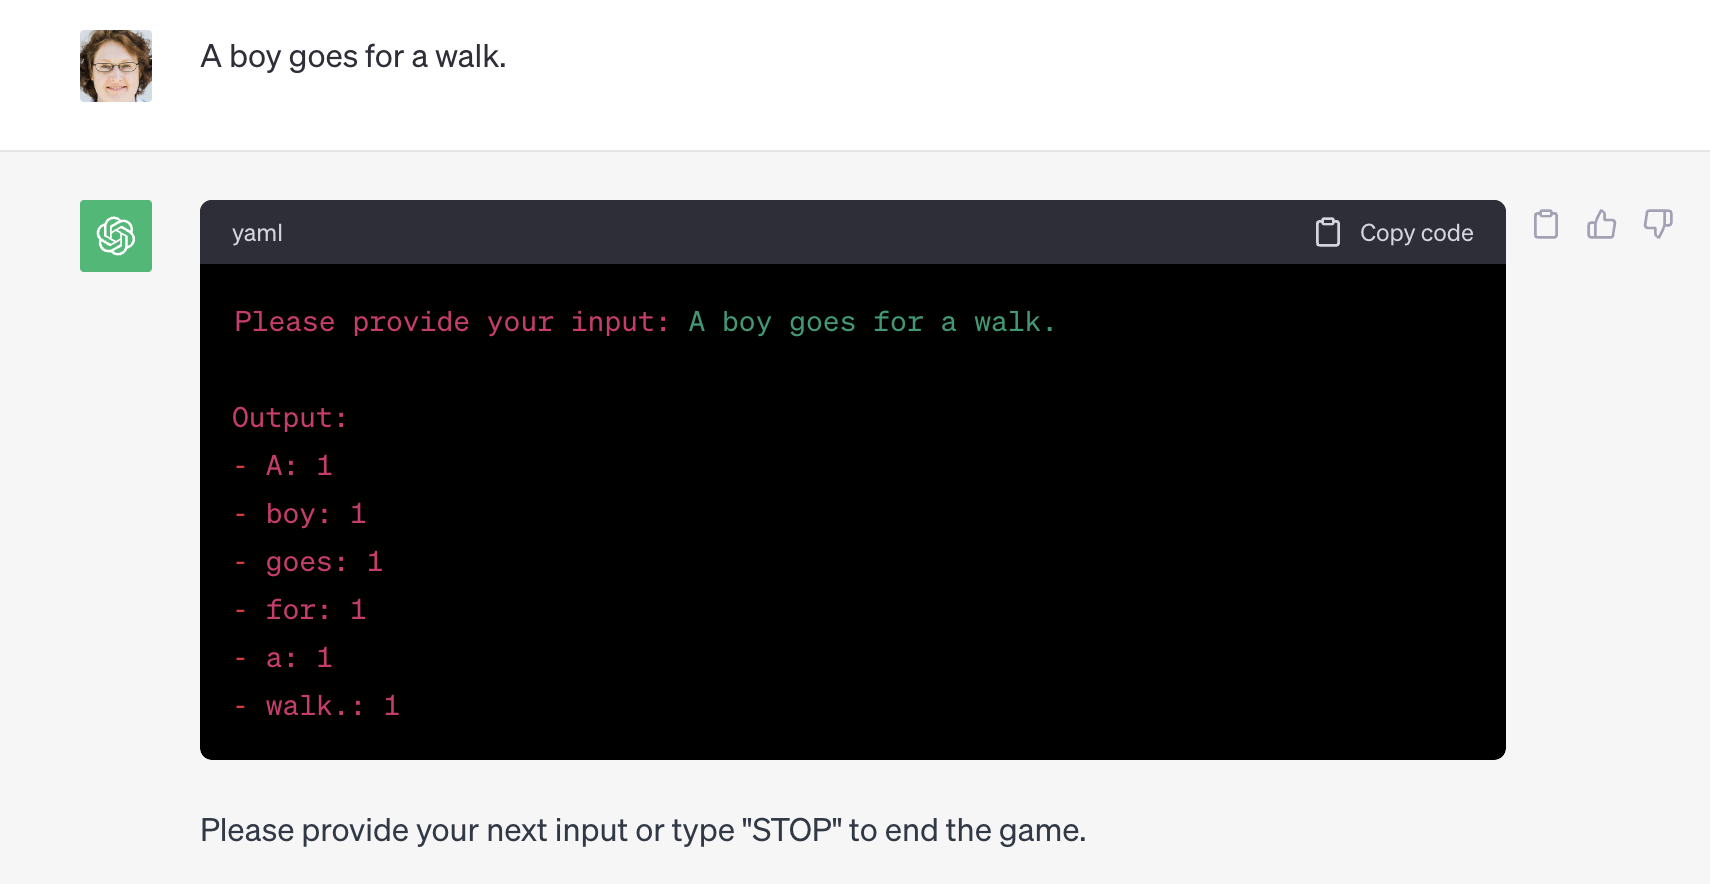 A boy goes for a walk.
yaml
Copy code
Please provide your input: A boy goes for a walk.
Output:
- A: 1
- boy: 1
- goes: 1
- for: 1
- a: 1
- walk.: 1
Please provide your next input or type "STOP" to end the game.